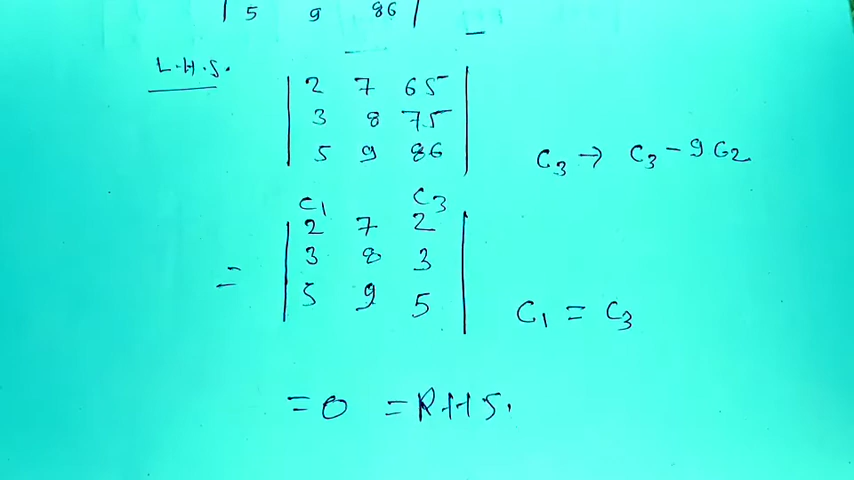 | 5 9 86 |
L.H.S.
| 2 7 65 |
| 3 8 75 |
| 5 9 86 | C₃ → C₃ - 9C₂
C₁ C₃
| 2 7 2 |
= | 3 8 3 |
| 5 9 5 | C₁ = C₃
= 0 = RHS.